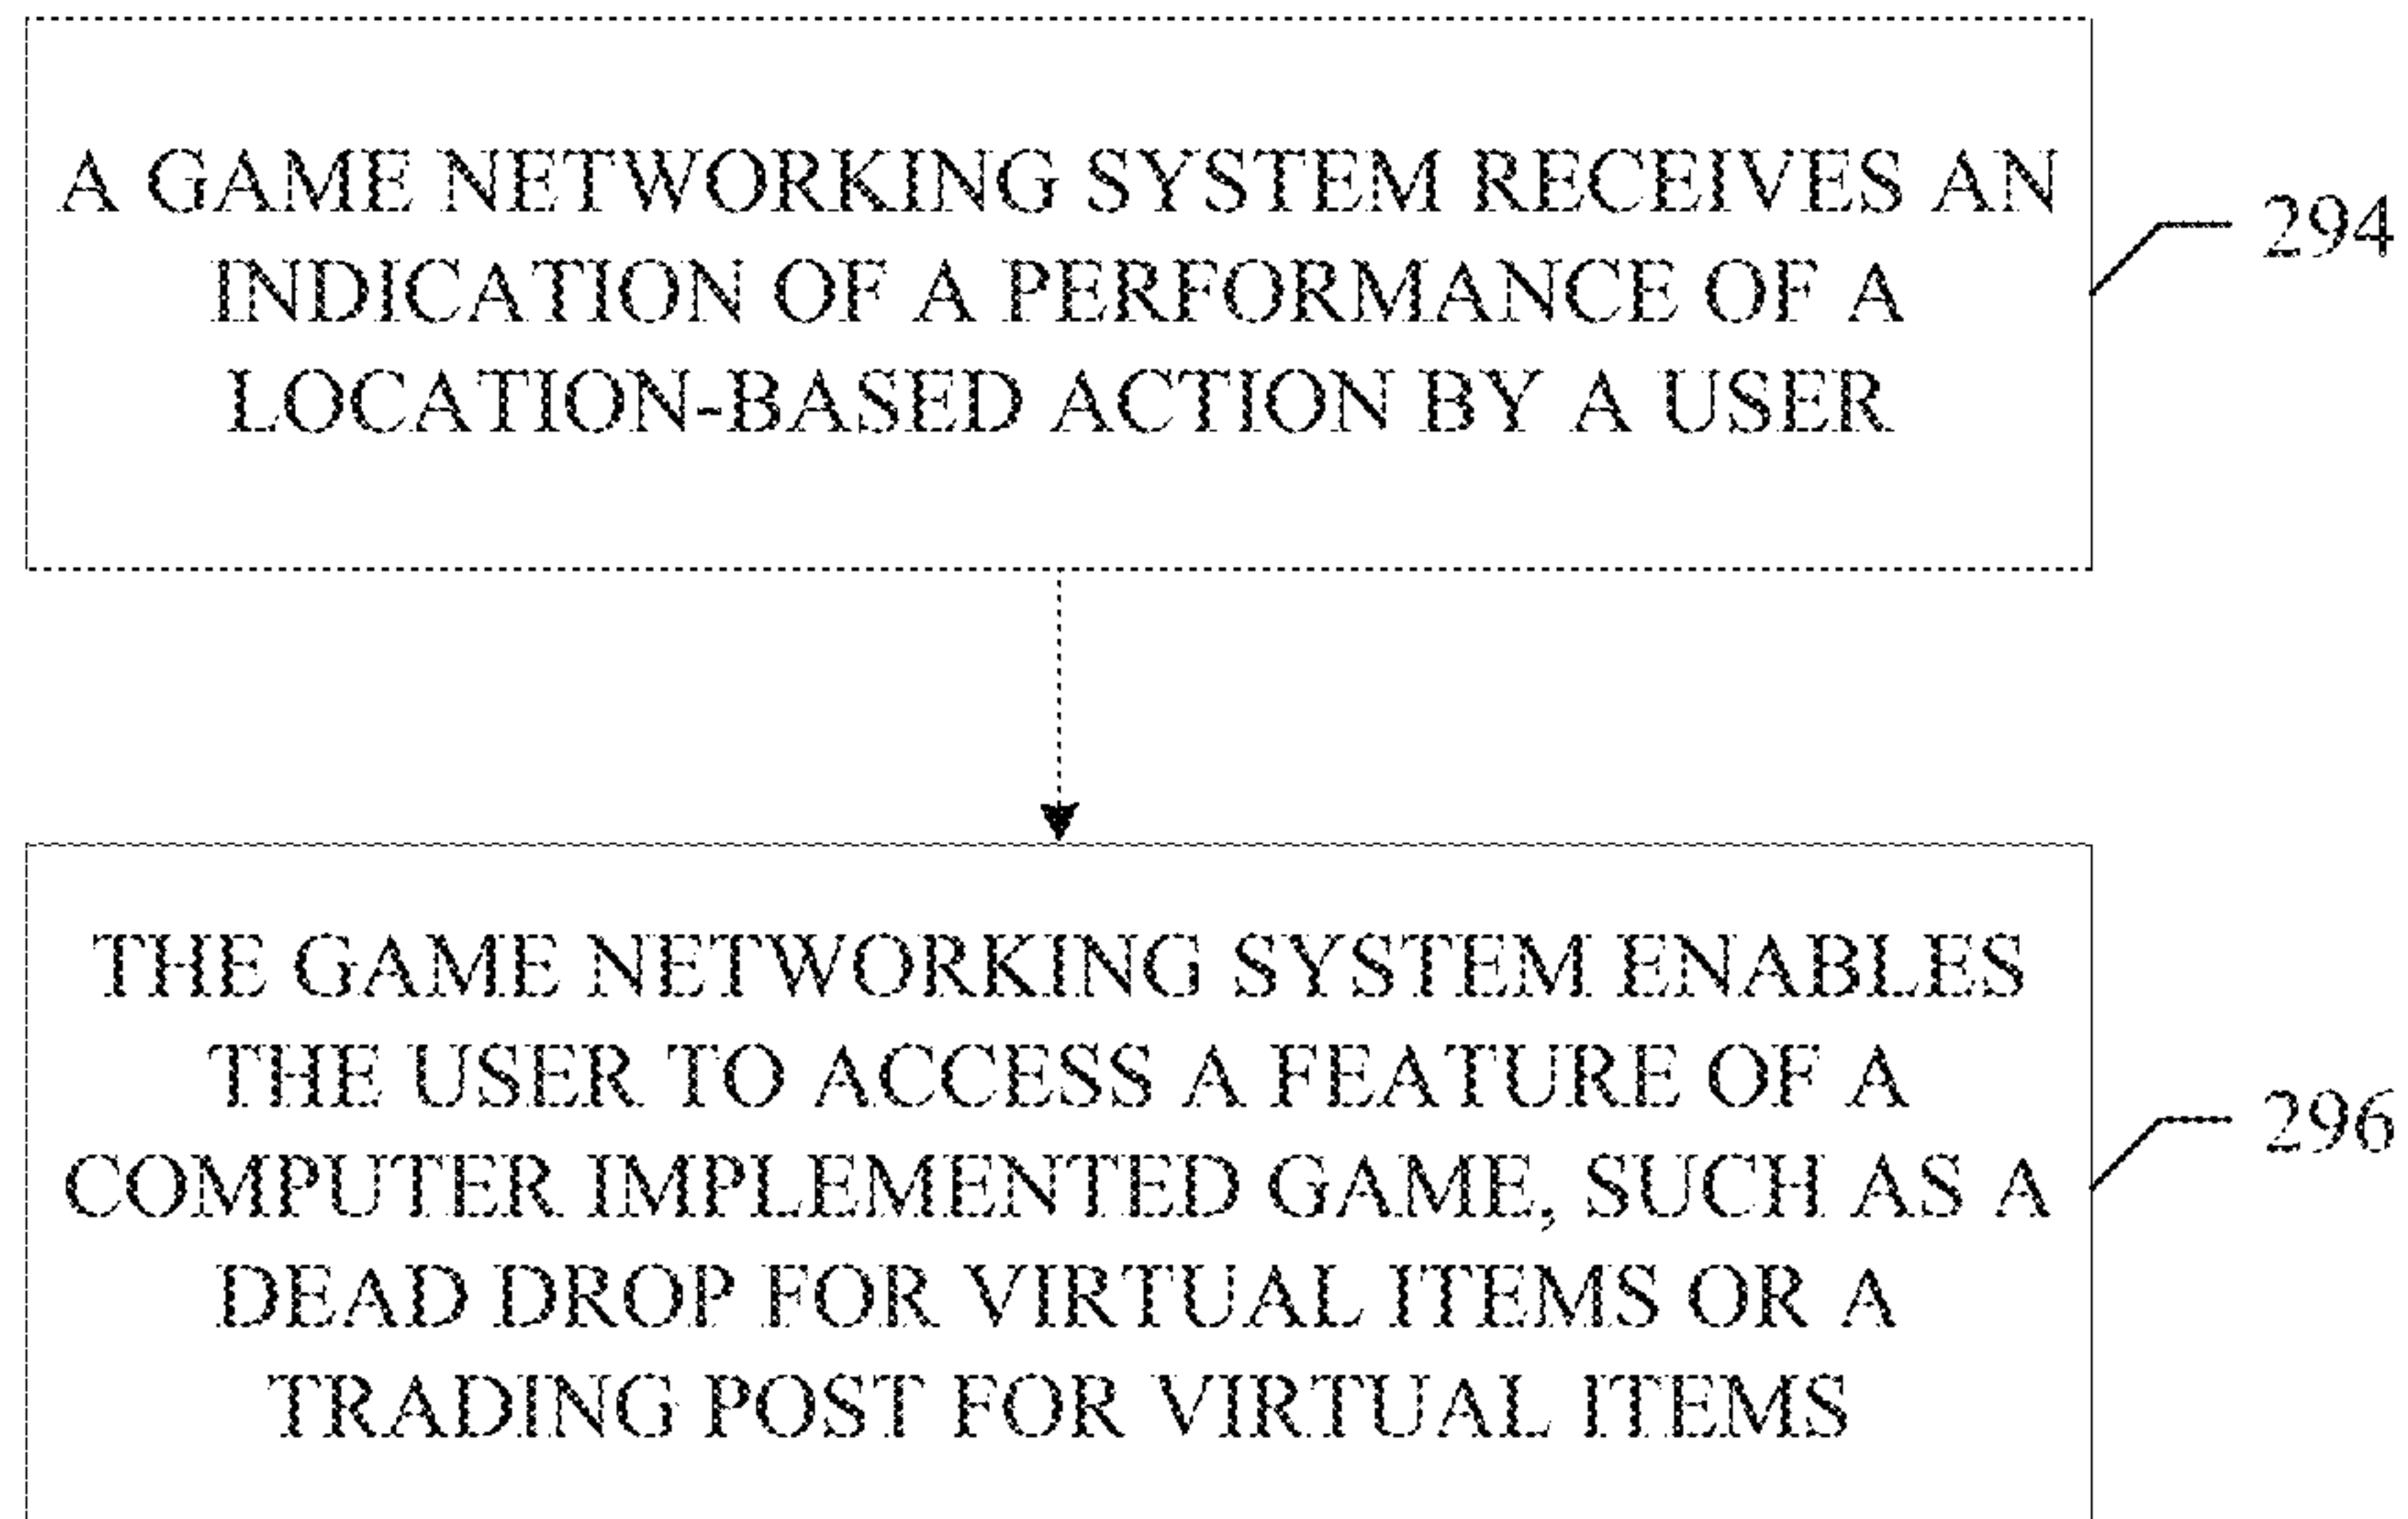 A GAME NETWORKING SYSTEM RECEIVES AN
INDICATION OF A PERFORMANCE OF A
LOCATION-BASED ACTION BY A USER
294
THE GAME NETWORKING SYSTEM ENABLES
THE USER TO ACCESS A FEATURE OF A
COMPUTER IMPLEMENTED GAME, SUCH AS A
DEAD DROP FOR VIRTUAL ITEMS OR A
TRADING POST FOR VIRTUAL ITEMS
296